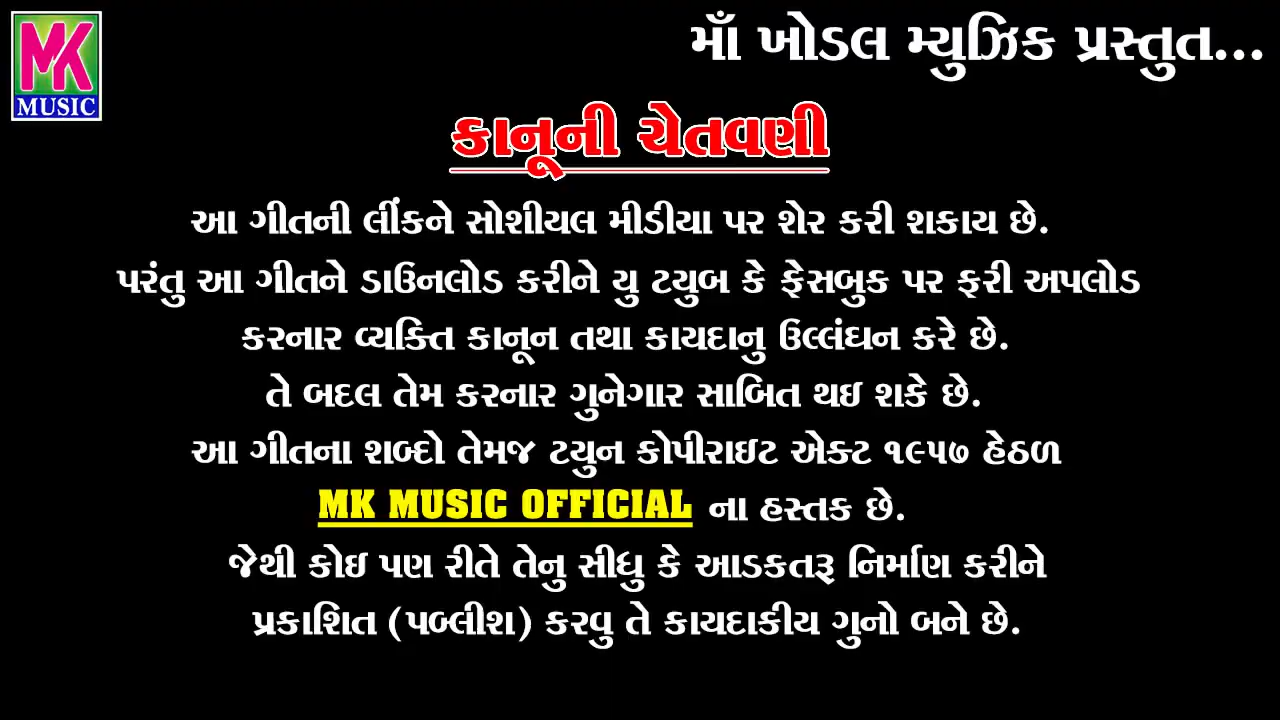 MK
MUSIC
માઁ ખોડલ મ્યુઝિક પ્રસ્તુત...
કાનૂની ચેતવણી
આ ગીતની લીંકને સોશીયલ મીડીયા પર શેર કરી શકાય છે.
પરંતુ આ ગીતને ડાઉનલોડ કરીને યુ ટયુબ કે ફેસબુક પર ફરી અપલોડ
કરનાર વ્યક્તિ કાનૂન તથા કાયદાનુ ઉલ્લંઘન કરે છે.
તે બદલ તેમ કરનાર ગુનેગાર સાબિત થઇ શકે છે.
આ ગીતના શબ્દો તેમજ ટયુન કોપીરાઇટ એક્ટ ૧૯૫૭ હેઠળ
MK MUSIC OFFICIAL ના હસ્તક છે.
જેથી કોઇ પણ રીતે તેનુ સીધુ કે આડકતરૂ નિર્માણ કરીને
પ્રકાશિત (પબ્લીશ) કરવુ તે કાયદાકીય ગુનો બને છે.